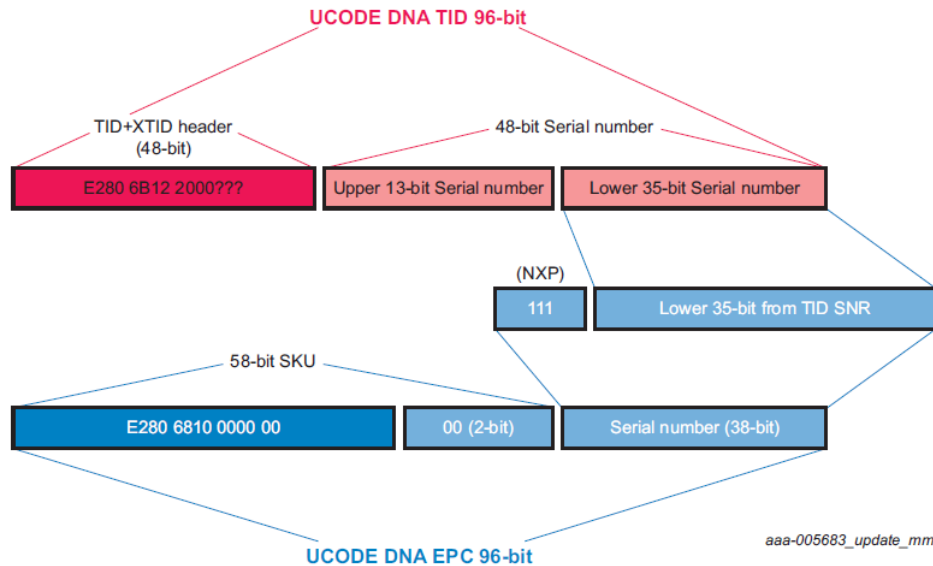 UCODE DNA TID 96-bit
TID+XTID header
(48-bit)
48-bit Serial number
E280 6B12 2000???
Upper 13-bit Serial number
Lower 35-bit Serial number
(NXP)
111
Lower 35-bit from TID SNR
58-bit SKU
E280 6810 0000 00
00 (2-bit)
Serial number (38-bit)
aaa-005683_update_mm
UCODE DNA EPC 96-bit